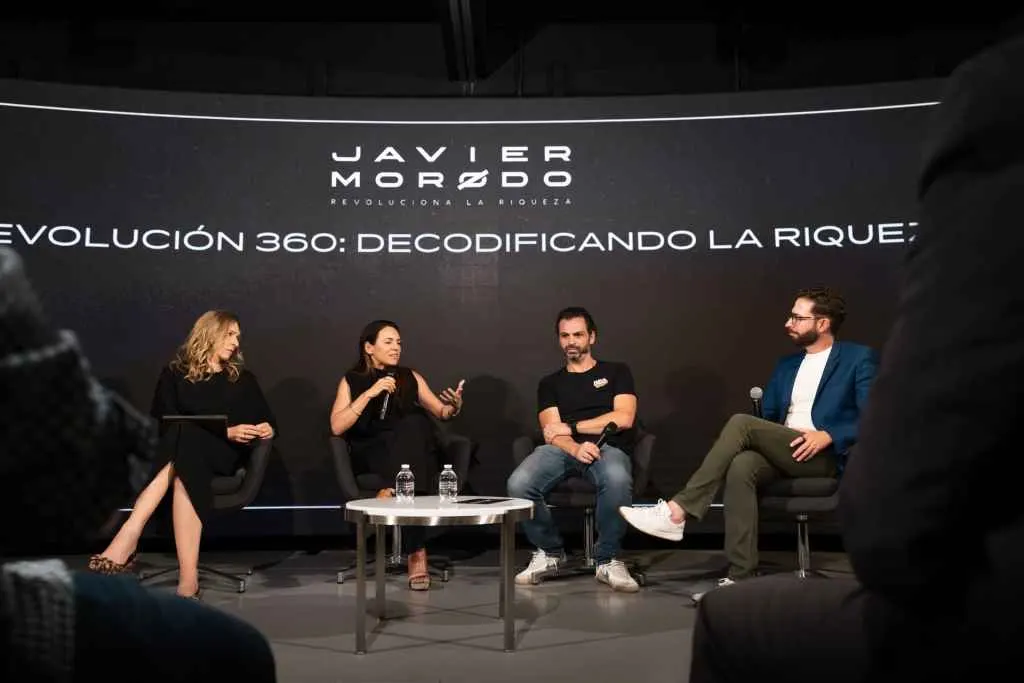 JAVIER
MORØDO
REVOLUCIONA LA RIQUEZA
EVOLUCIÓN 360: DECODIFICANDO LA RIQUEZ